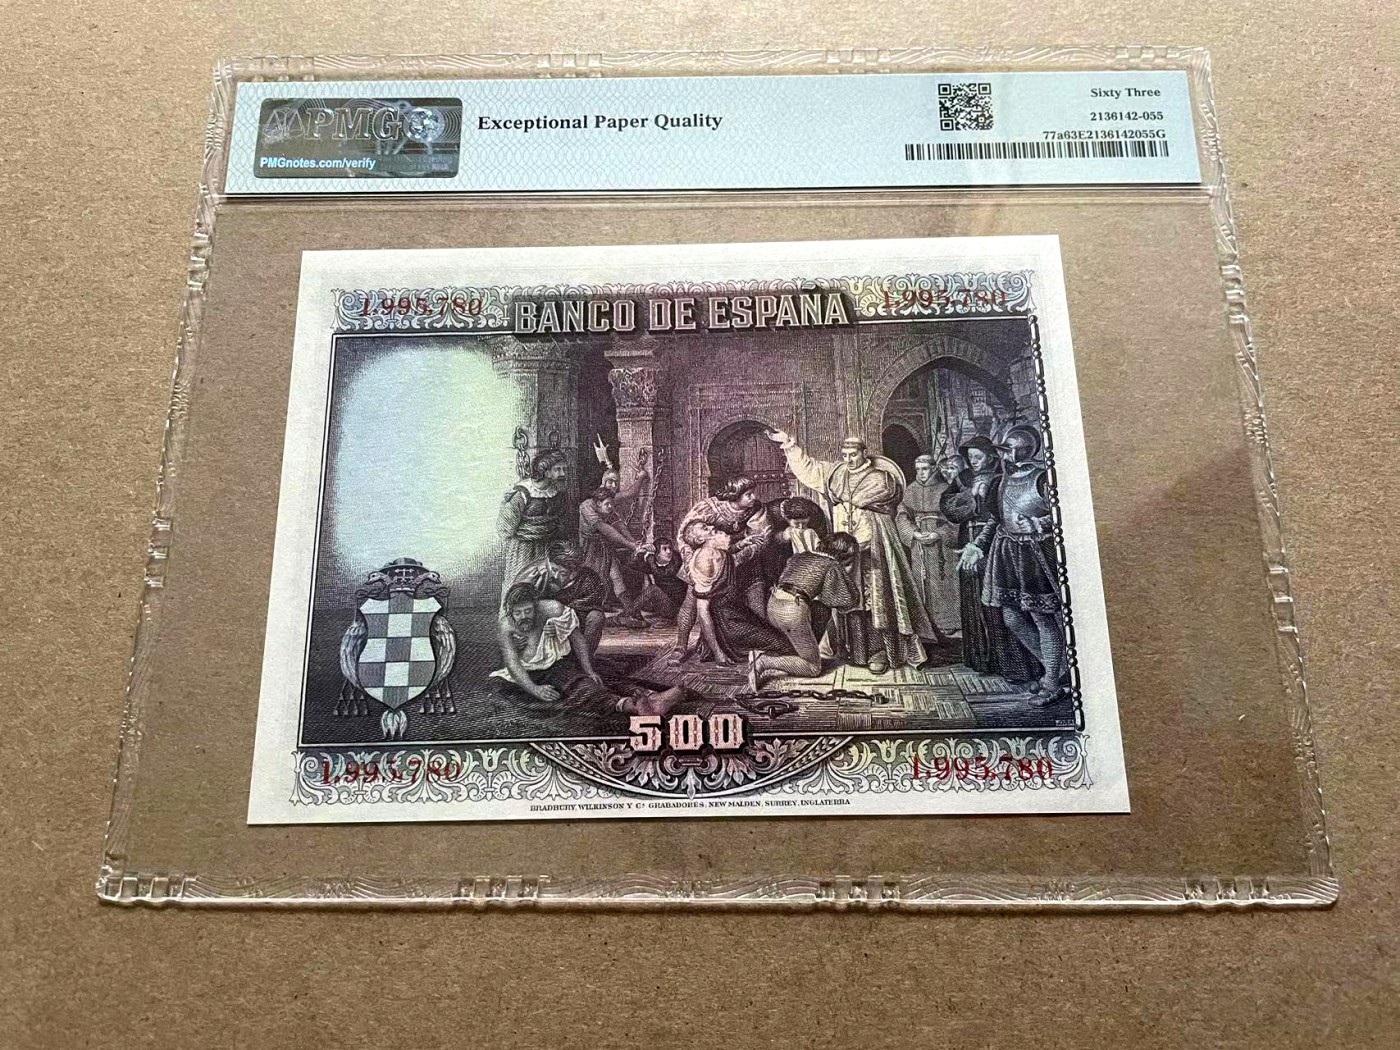 PMG
PMGnotes.com/verify
Exceptional Paper Quality
Sixty Three
2136142-055
77a63E2136142055G
1,995,780
BANCO DE ESPAÑA
1,995,780
500
1,995,780
1,995,780
BRADBURY, WILKINSON Y Cª GRABADORES, NEW MALDEN, SURREY, INGLATERRA